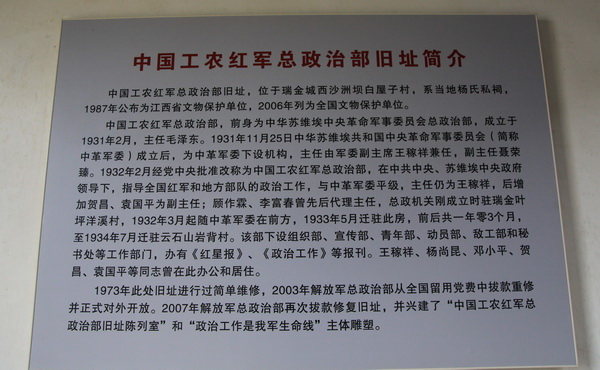 中国工农红军总政治部旧址简介
中国工农红军总政治部旧址，位于瑞金城西沙洲坝白屋子村，系当地杨氏私祠，
1987年公布为江西省文物保护单位，2006年列为全国文物保护单位。
中国工农红军总政治部，前身为中华苏维埃中央革命军事委员会总政治部，成立于
1931年2月，主任毛泽东。1931年11月25日中华苏维埃共和国中央革命军事委员会（简称
中革军委）成立后，为中革军委下设机构，主任由军委副主席王稼祥兼任，副主任聂荣
臻。1932年2月经党中央批准改称为中国工农红军总政治部，在中共中央、苏维埃中央政府
领导下，指导全国红军和地方部队的政治工作，与中革军委平级，主任仍为王稼祥，后增
加贺昌、袁国平为副主任；顾作霖、李富春曾先后代理主任，总政机关刚成立时驻瑞金叶
坪洋溪村，1932年3月起随中革军委在前方，1933年5月迁驻此房，前后共一年零3个月，
至1934年7月迁驻云石山岩背村。该部下设组织部、宣传部、青年部、动员部、敌工部和秘
书处等工作部门，办有《红星报》、《政治工作》等报刊。王稼祥、杨尚昆、邓小平、贺
昌、袁国平等同志曾在此办公和居住。
1973年此处旧址进行过简单维修，2003年解放军总政治部从全国留用党费中拔款重修
并正式对外开放。2007年解放军总政治部再次拔款修复旧址，并兴建了“中国工农红军总
政治部旧址陈列室”和“政治工作是我军生命线”主体雕塑。